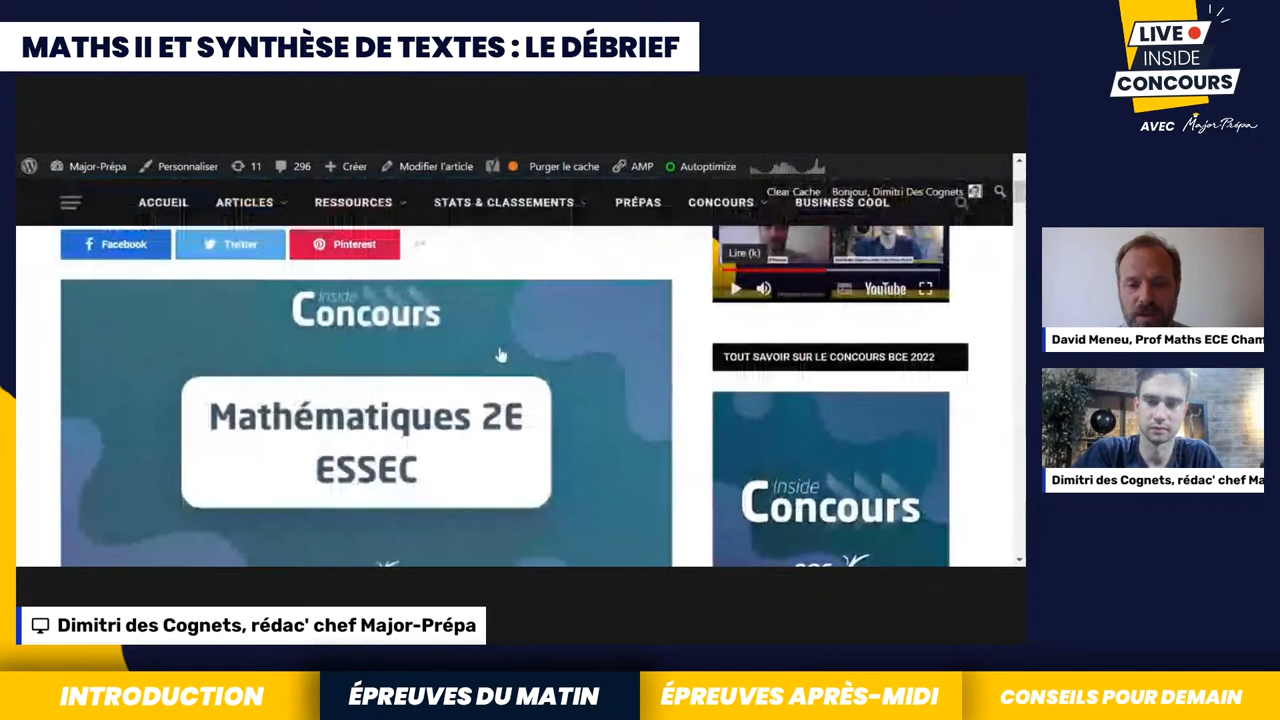 MATHS II ET SYNTHÈSE DE TEXTES : LE DÉBRIEF
LIVE
INSIDE
CONCOURS
AVEC Major-Prépa
Major-Prépa Personnaliser 11 296 Créer Modifier l'article Purger le cache AMP Autoptimize
Clear Cache Bonjour, Dimitri Des Cognets
ACCUEIL ARTICLES RESSOURCES STATS & CLASSEMENTS PRÉPAS CONCOURS BUSINESS COOL
Facebook Twitter Pinterest
Lire (k)
YouTube
inside
Concours
Mathématiques 2E
ESSEC
TOUT SAVOIR SUR LE CONCOURS BCE 2022
inside
Concours
David Meneu, Prof Maths ECE Cham
Dimitri des Cognets, rédac' chef Ma
Dimitri des Cognets, rédac' chef Major-Prépa
INTRODUCTION
ÉPREUVES DU MATIN
ÉPREUVES APRÈS-MIDI
CONSEILS POUR DEMAIN